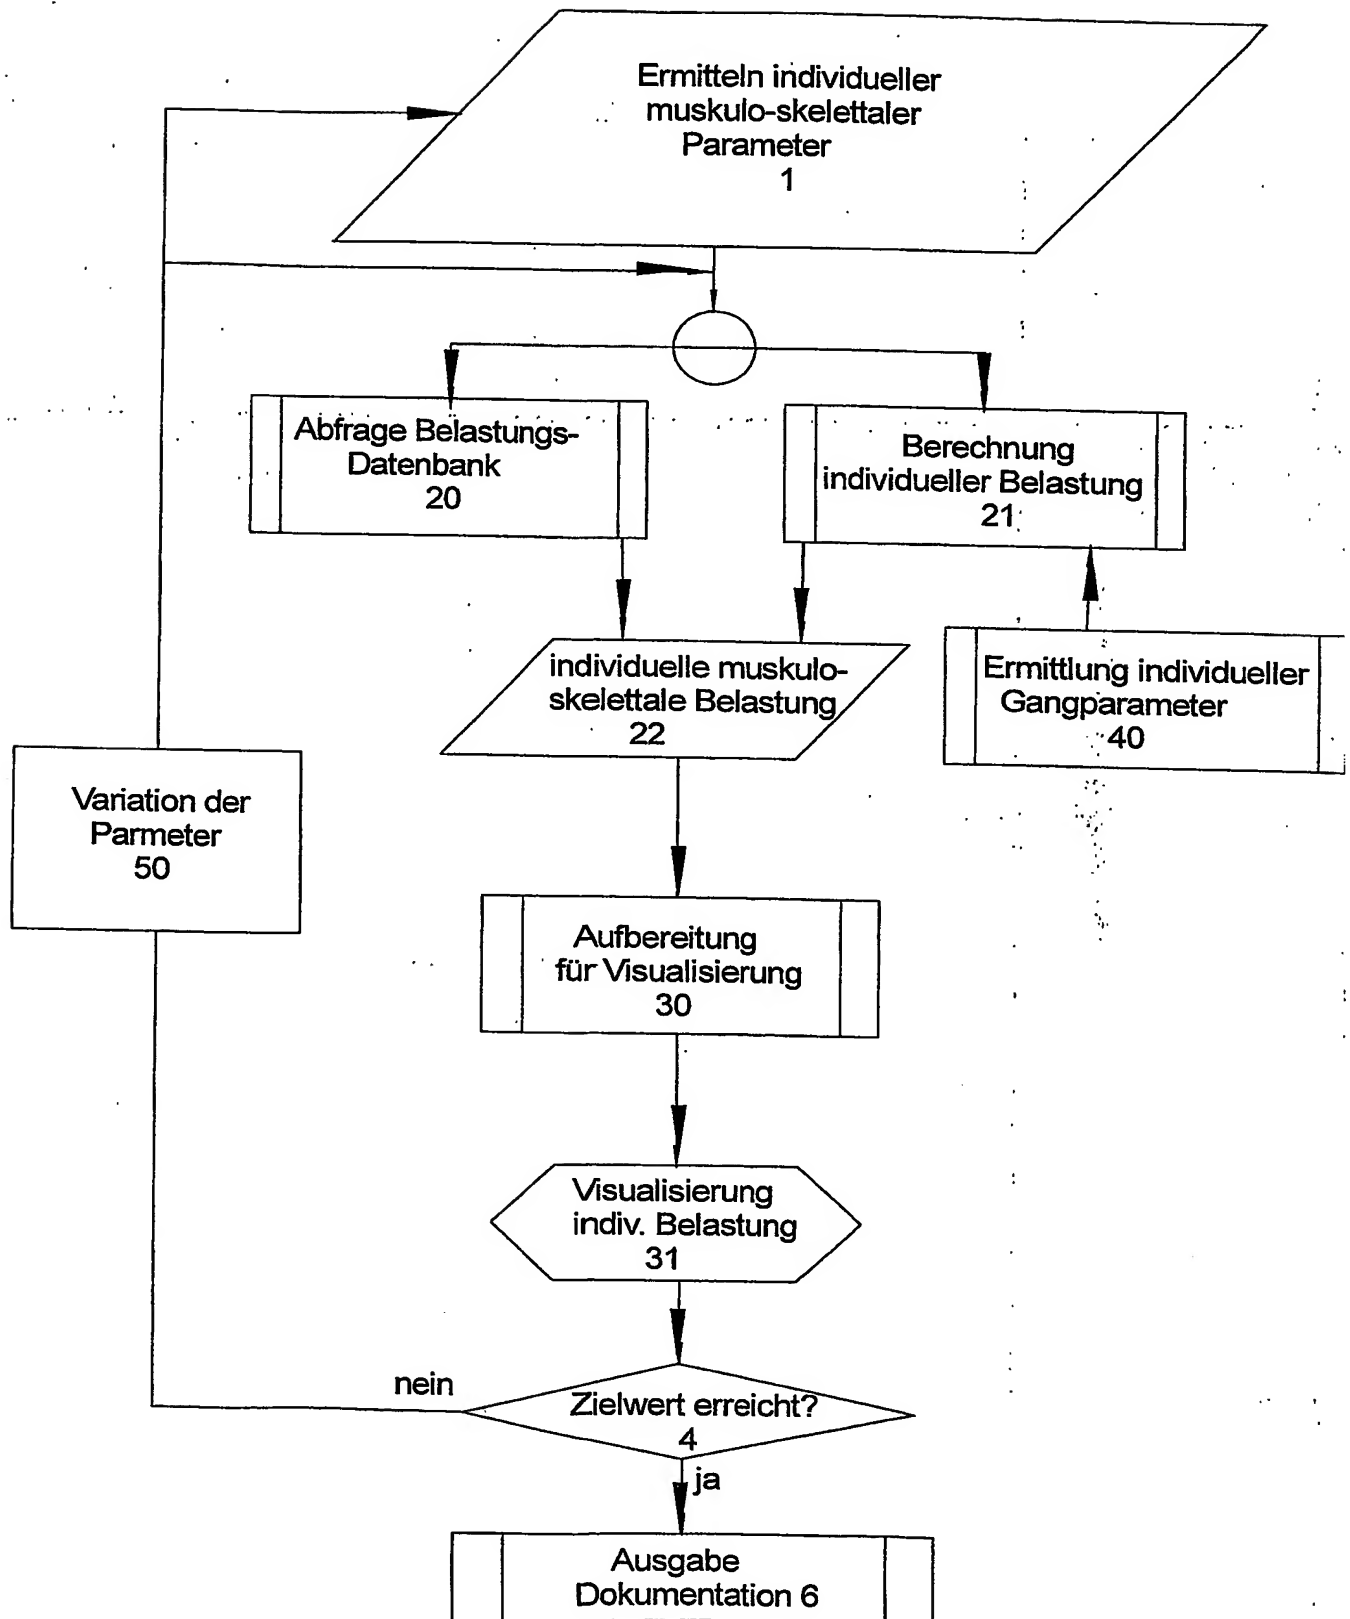 Ermitteln individueller
muskulo-skelettaler
Parameter
1
Abfrage Belastungs-
Datenbank
20
Berechnung
individueller Belastung
21
individuelle muskulo-
skelettale Belastung
22
Ermittlung individueller
Gangparameter
40
Variation der
Parmeter
50
Aufbereitung
für Visualisierung
30
Visualisierung
indiv. Belastung
31
nein
Zielwert erreicht?
4
ja
Ausgabe
Dokumentation 6